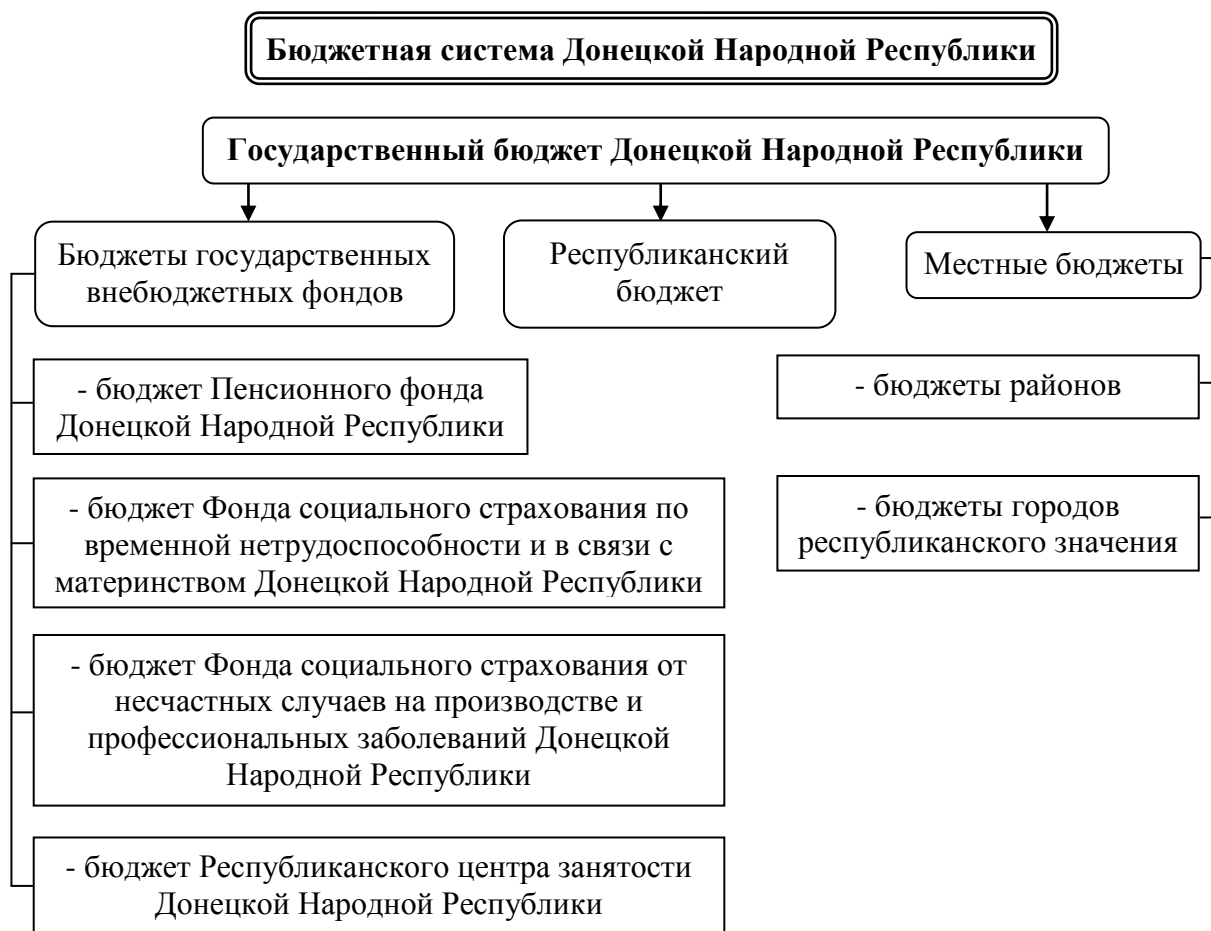 Бюджетная система Донецкой Народной Республики
Государственный бюджет Донецкой Народной Республики
Бюджеты государственных
внебюджетных фондов
Республиканский
бюджет
Местные бюджеты
- бюджет Пенсионного фонда
Донецкой Народной Республики
- бюджет Фонда социального страхования по
временной нетрудоспособности и в связи с
материнством Донецкой Народной Республики
- бюджет Фонда социального страхования от
несчастных случаев на производстве и
профессиональных заболеваний Донецкой
Народной Республики
- бюджет Республиканского центра занятости
Донецкой Народной Республики
- бюджеты районов
- бюджеты городов
республиканского значения